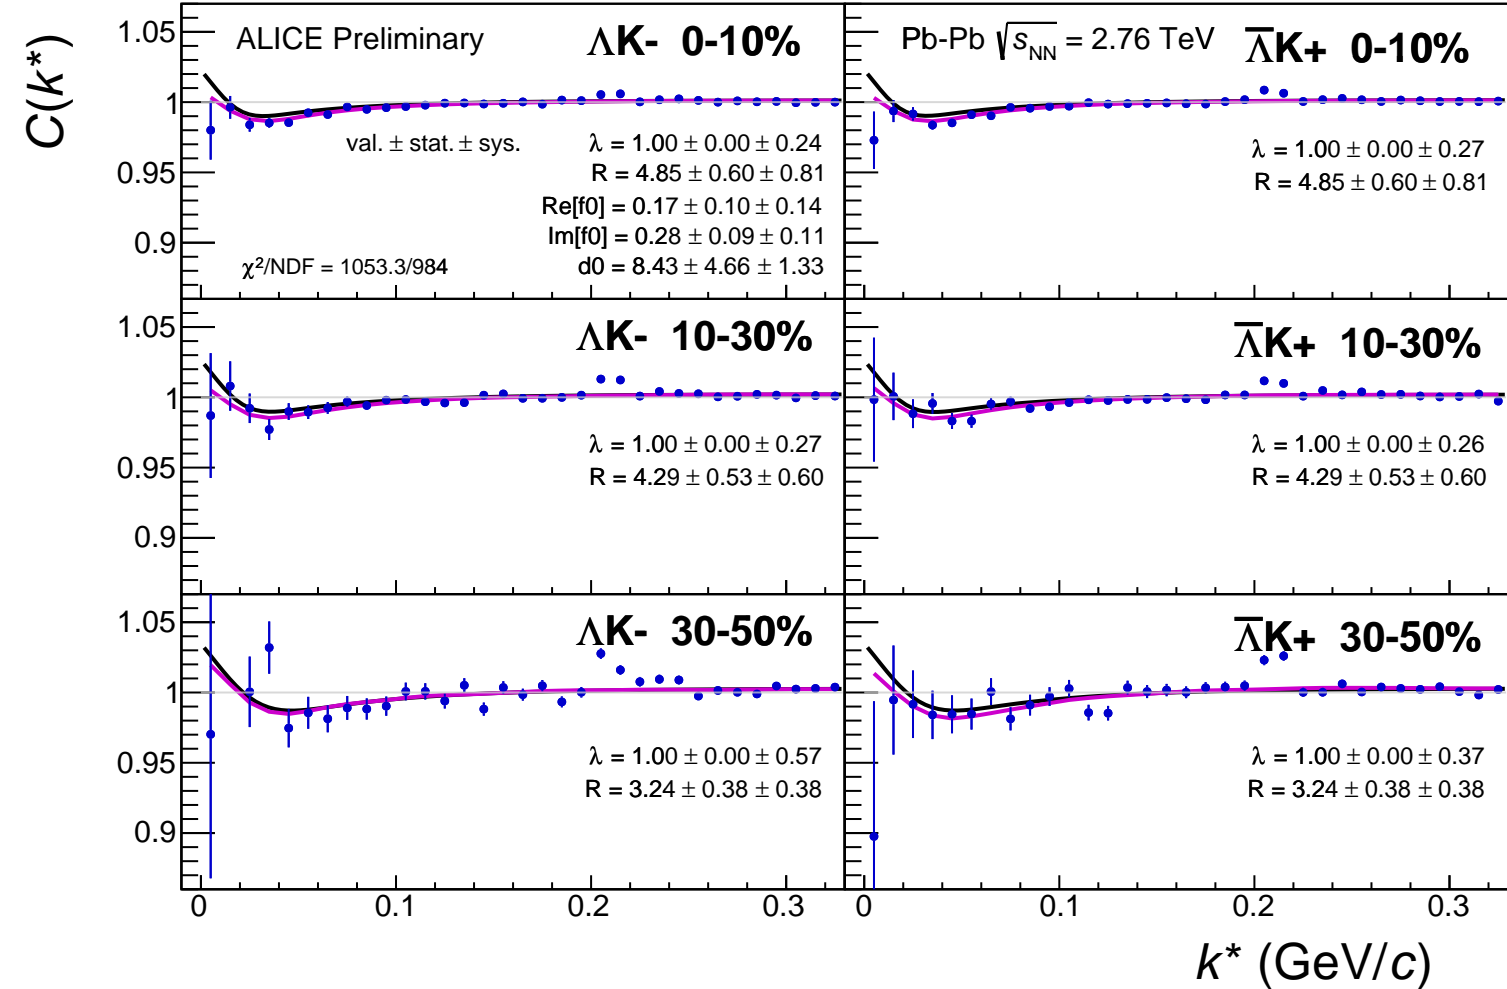 C(k*)
ALICE Preliminary
ΛK- 0-10%
1.05
1
0.95
0.9
val. ± stat. ± sys.
λ = 1.00 ± 0.00 ± 0.24
R = 4.85 ± 0.60 ± 0.81
Re[f0] = 0.17 ± 0.10 ± 0.14
Im[f0] = 0.28 ± 0.09 ± 0.11
χ²/NDF = 1053.3/984
d0 = 8.43 ± 4.66 ± 1.33
Pb-Pb √sNN = 2.76 TeV
Λ̅K+ 0-10%
λ = 1.00 ± 0.00 ± 0.27
R = 4.85 ± 0.60 ± 0.81
ΛK- 10-30%
1.05
1
0.95
0.9
λ = 1.00 ± 0.00 ± 0.27
R = 4.29 ± 0.53 ± 0.60
Λ̅K+ 10-30%
λ = 1.00 ± 0.00 ± 0.26
R = 4.29 ± 0.53 ± 0.60
ΛK- 30-50%
1.05
1
0.95
0.9
λ = 1.00 ± 0.00 ± 0.57
R = 3.24 ± 0.38 ± 0.38
Λ̅K+ 30-50%
λ = 1.00 ± 0.00 ± 0.37
R = 3.24 ± 0.38 ± 0.38
0 0.1 0.2 0.3
0 0.1 0.2 0.3
k* (GeV/c)